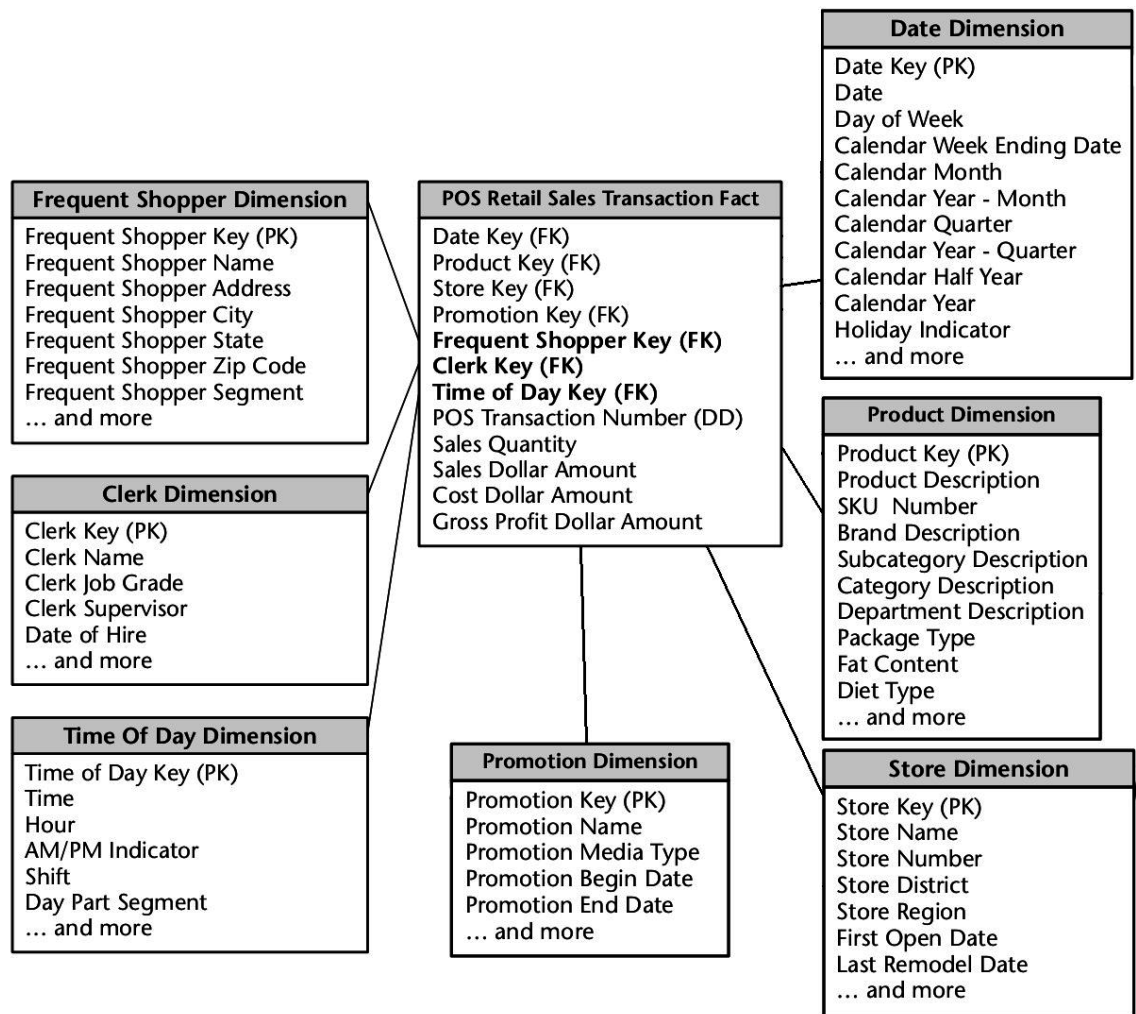 Date Dimension
Date Key (PK)
Date
Day of Week
Calendar Week Ending Date
Calendar Month
Calendar Year - Month
Calendar Quarter
Calendar Year - Quarter
Calendar Half Year
Calendar Year
Holiday Indicator
... and more
Frequent Shopper Dimension
Frequent Shopper Key (PK)
Frequent Shopper Name
Frequent Shopper Address
Frequent Shopper City
Frequent Shopper State
Frequent Shopper Zip Code
Frequent Shopper Segment
... and more
POS Retail Sales Transaction Fact
Date Key (FK)
Product Key (FK)
Store Key (FK)
Promotion Key (FK)
Frequent Shopper Key (FK)
Clerk Key (FK)
Time of Day Key (FK)
POS Transaction Number (DD)
Sales Quantity
Sales Dollar Amount
Cost Dollar Amount
Gross Profit Dollar Amount
Product Dimension
Product Key (PK)
Product Description
SKU Number
Brand Description
Subcategory Description
Category Description
Department Description
Package Type
Fat Content
Diet Type
... and more
Clerk Dimension
Clerk Key (PK)
Clerk Name
Clerk Job Grade
Clerk Supervisor
Date of Hire
... and more
Time Of Day Dimension
Time of Day Key (PK)
Time
Hour
AM/PM Indicator
Shift
Day Part Segment
... and more
Promotion Dimension
Promotion Key (PK)
Promotion Name
Promotion Media Type
Promotion Begin Date
Promotion End Date
... and more
Store Dimension
Store Key (PK)
Store Name
Store Number
Store District
Store Region
First Open Date
Last Remodel Date
... and more